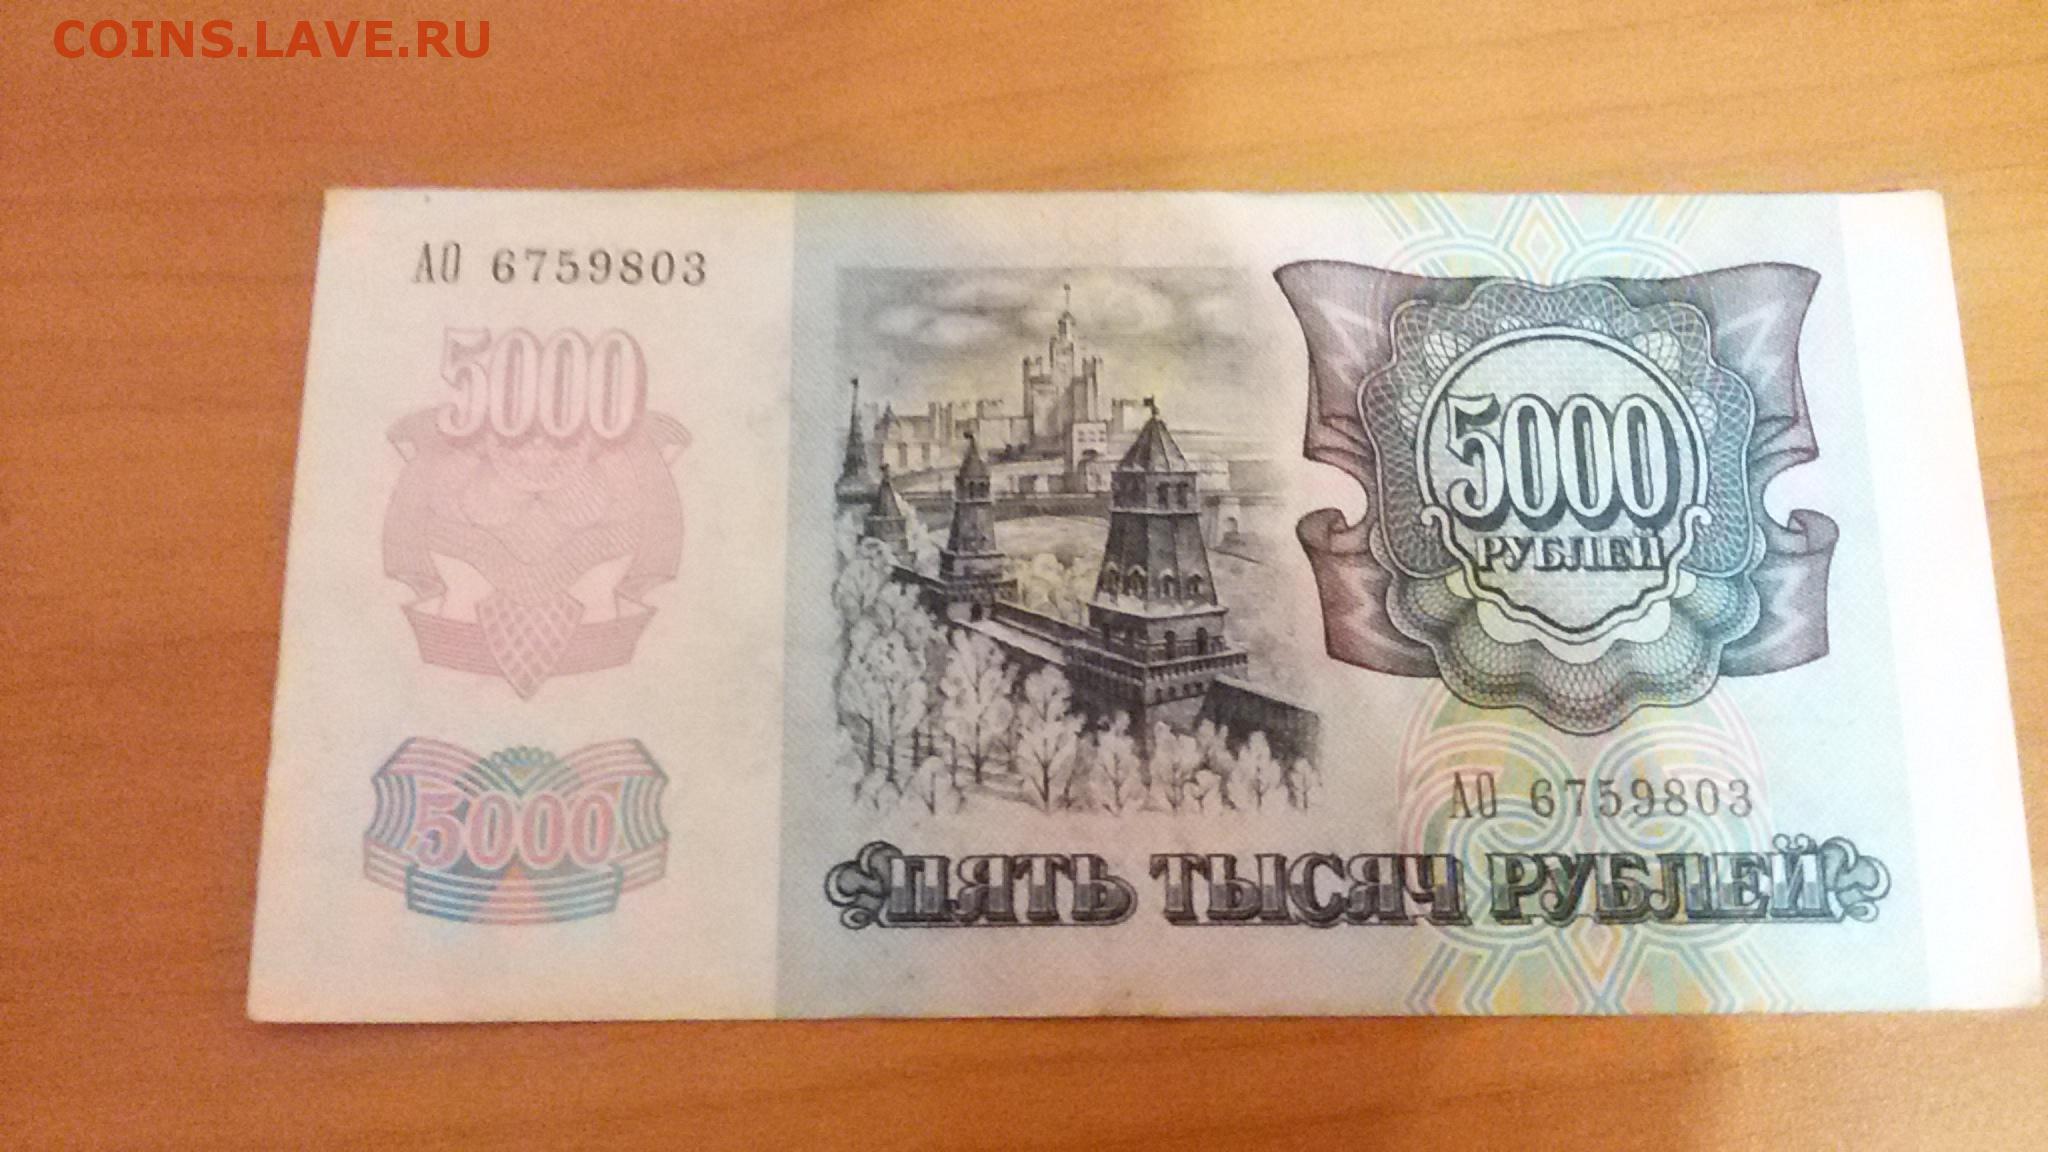 COINS.LAVE.RU
АО 6759803
5000
5000
5000
РУБЛЕЙ
АО 6759803
ПЯТЬ ТЫСЯЧ РУБЛЕЙ